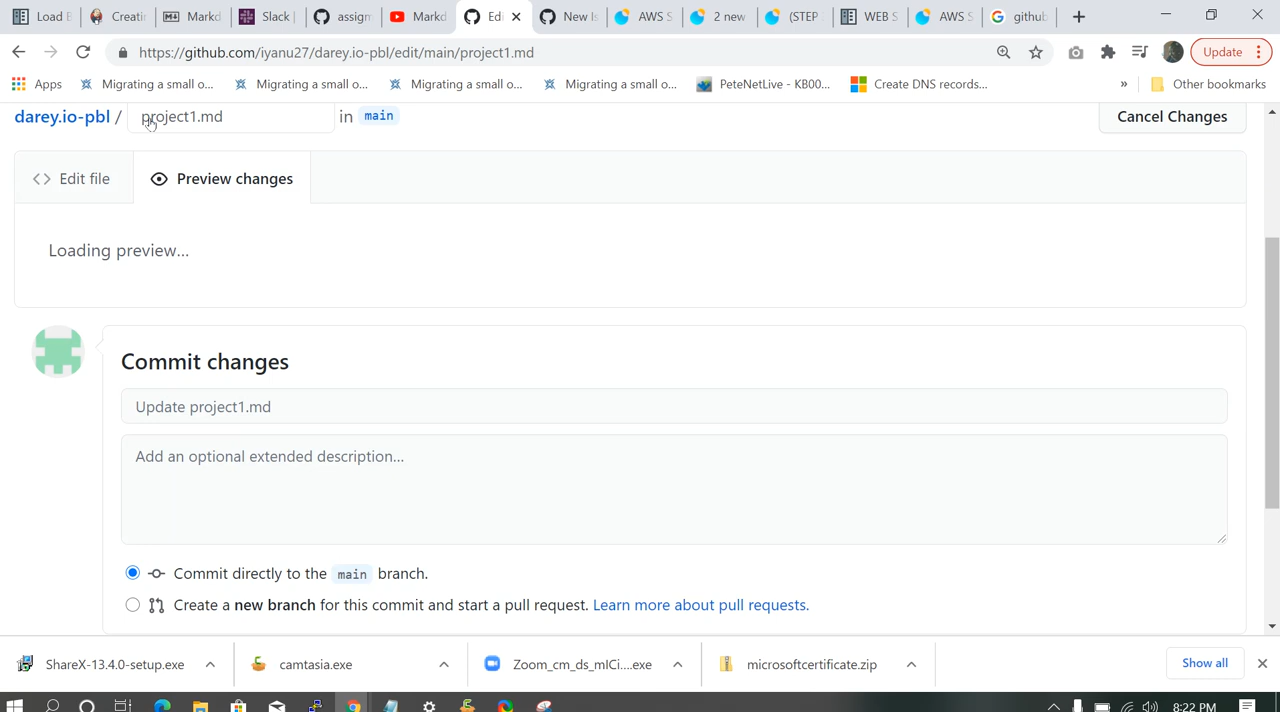 Load B
Creatio
Markd
Slack |
assign
Markd
Edi
New Is
AWS S
2 new
(STEP
WEB S
AWS S
github
https://github.com/iyanu27/darey.io-pbl/edit/main/project1.md
Update
Apps
Migrating a small o...
Migrating a small o...
Migrating a small o...
Migrating a small o...
PeteNetLive - KB00...
Create DNS records...
»
Other bookmarks
darey.io-pbl / project1.md in main
Cancel Changes
<> Edit file
Preview changes
Loading preview...
Commit changes
Update project1.md
Add an optional extended description...
Commit directly to the main branch.
Create a new branch for this commit and start a pull request. Learn more about pull requests.
ShareX-13.4.0-setup.exe
camtasia.exe
Zoom_cm_ds_mICi....exe
microsoftcertificate.zip
Show all
8:22 PM